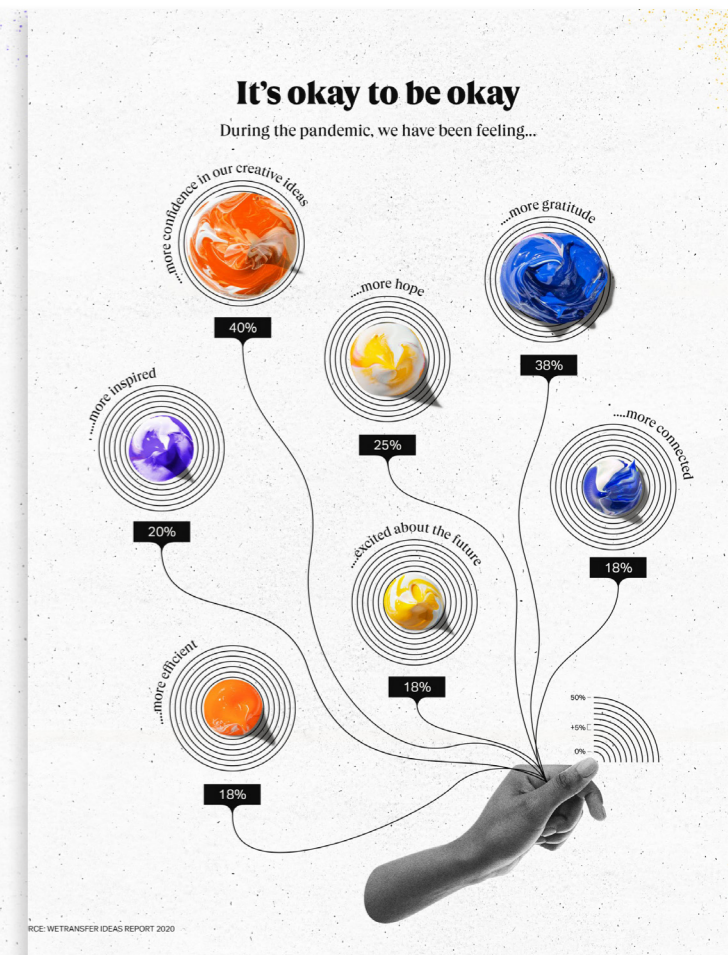 It's okay to be okay
During the pandemic, we have been feeling...
....more confidence in our creative ideas
40%
....more gratitude
38%
....more hope
25%
....more inspired
20%
....more connected
18%
....excited about the future
18%
....more efficient
18%
50%
+5%
0%
RCE: WETRANSFER IDEAS REPORT 2020